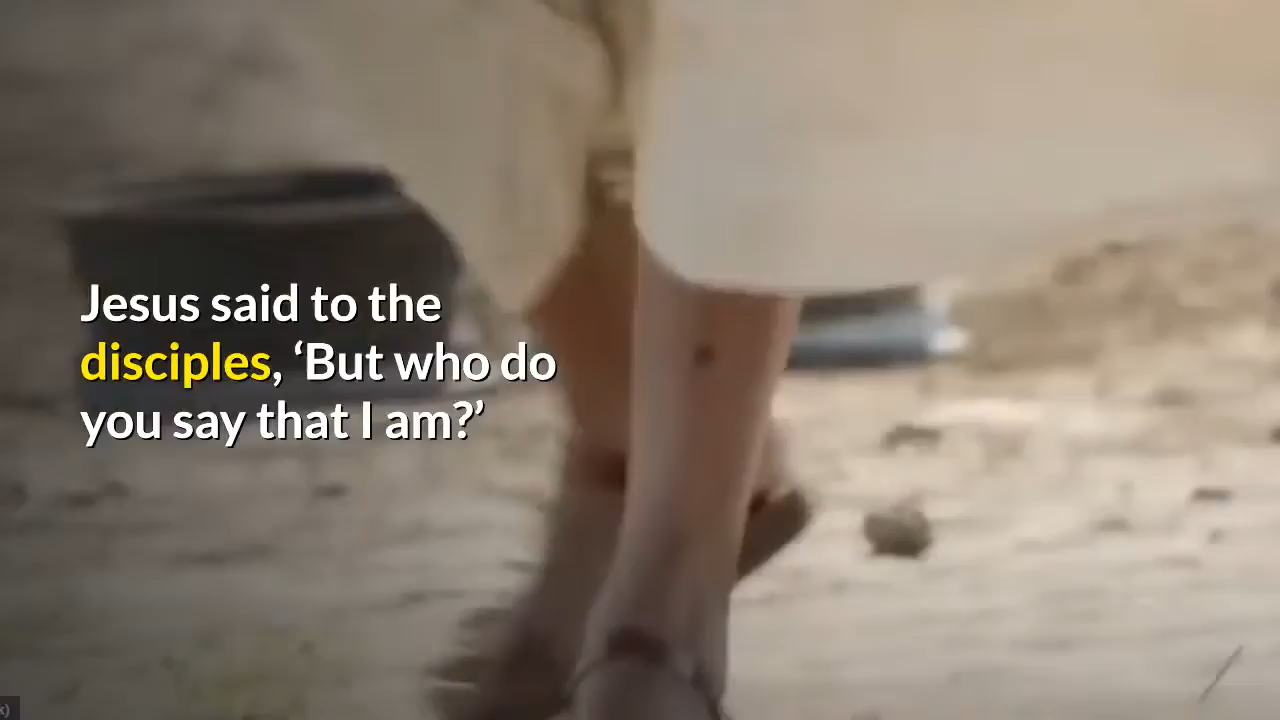 Jesus said to the
disciples, ‘But who do
you say that I am?’